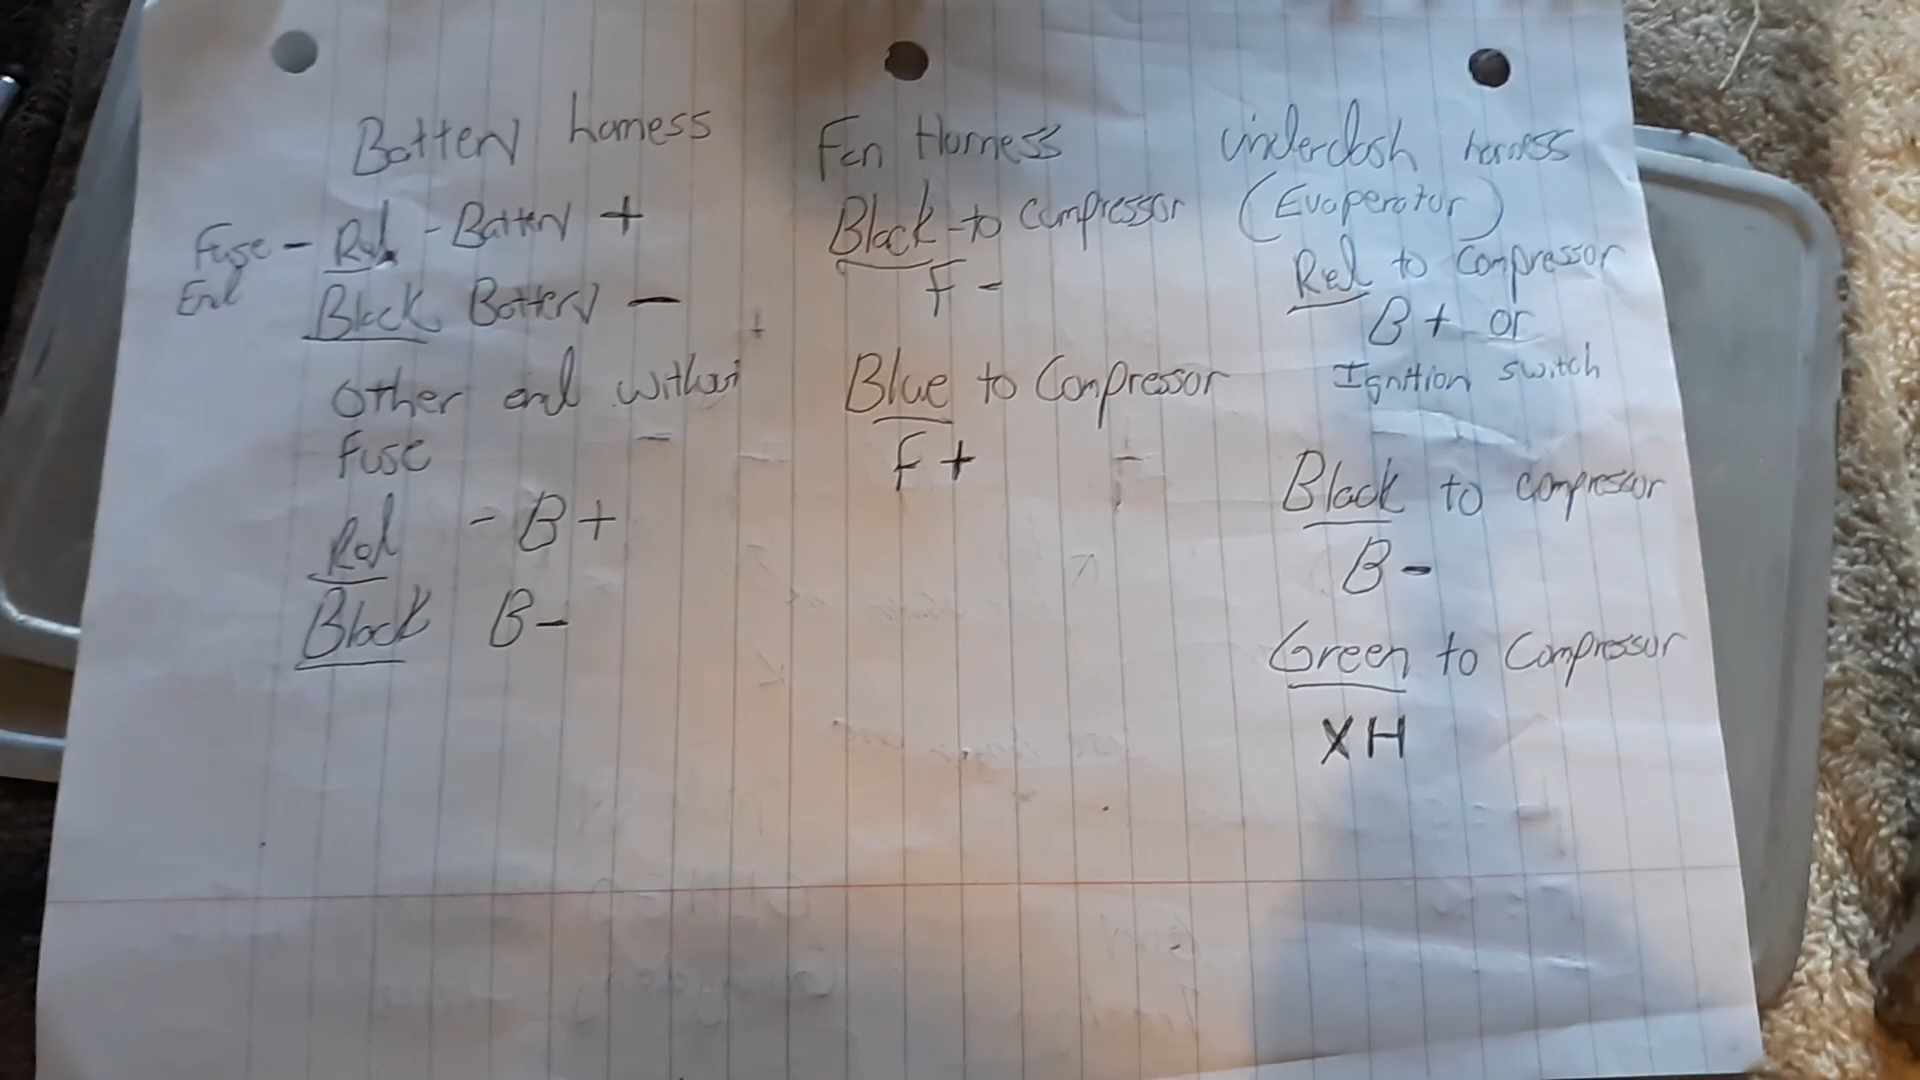 Battery harness
Fuse - Red - Battery +
End
Black Battery -
other end without
fuse
Red - B+
Black B-
Fan Harness
Black - to compressor
F -
Blue to Compressor
F +
underdash harness
(Evaperator)
Red to compressor
B + or
Ignition switch
Black to compressor
B -
Green to Compressor
XH